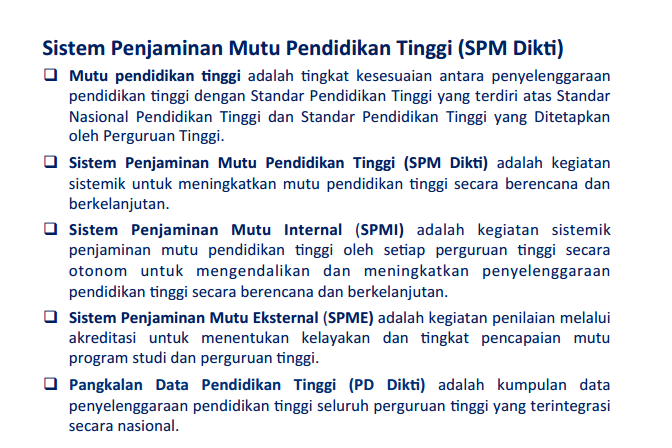 Sistem Penjaminan Mutu Pendidikan Tinggi (SPM Dikti)
❑ Mutu pendidikan tinggi adalah tingkat kesesuaian antara penyelenggaraan
pendidikan tinggi dengan Standar Pendidikan Tinggi yang terdiri atas Standar
Nasional Pendidikan Tinggi dan Standar Pendidikan Tinggi yang Ditetapkan
oleh Perguruan Tinggi.
❑ Sistem Penjaminan Mutu Pendidikan Tinggi (SPM Dikti) adalah kegiatan
sistemik untuk meningkatkan mutu pendidikan tinggi secara berencana dan
berkelanjutan.
❑ Sistem Penjaminan Mutu Internal (SPMI) adalah kegiatan sistemik
penjaminan mutu pendidikan tinggi oleh setiap perguruan tinggi secara
otonom untuk mengendalikan dan meningkatkan penyelenggaraan
pendidikan tinggi secara berencana dan berkelanjutan.
❑ Sistem Penjaminan Mutu Eksternal (SPME) adalah kegiatan penilaian melalui
akreditasi untuk menentukan kelayakan dan tingkat pencapaian mutu
program studi dan perguruan tinggi.
❑ Pangkalan Data Pendidikan Tinggi (PD Dikti) adalah kumpulan data
penyelenggaraan pendidikan tinggi seluruh perguruan tinggi yang terintegrasi
secara nasional.